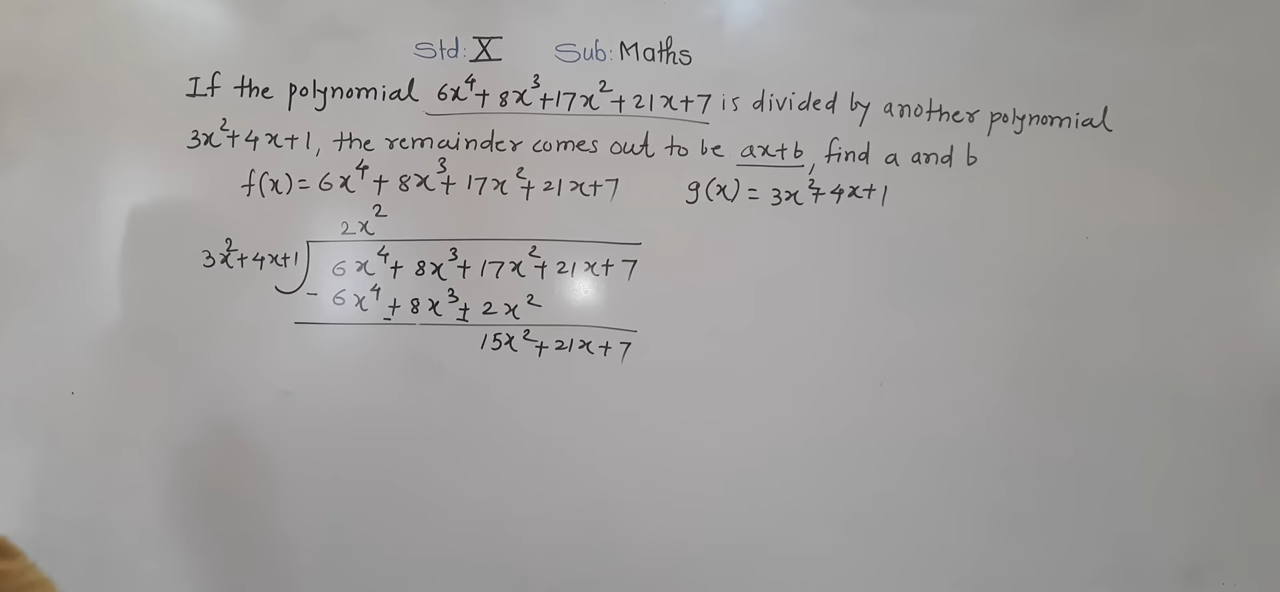 Std: X Sub: Maths
If the polynomial 6x⁴+8x³+17x²+21x+7 is divided by another polynomial
3x²+4x+1, the remainder comes out to be ax+b, find a and b
f(x)=6x⁴+8x³+17x²+21x+7 g(x)=3x²+4x+1
2x²
3x²+4x+1) 6x⁴+8x³+17x²+21x+7
- 6x⁴±8x³±2x²
15x²+21x+7